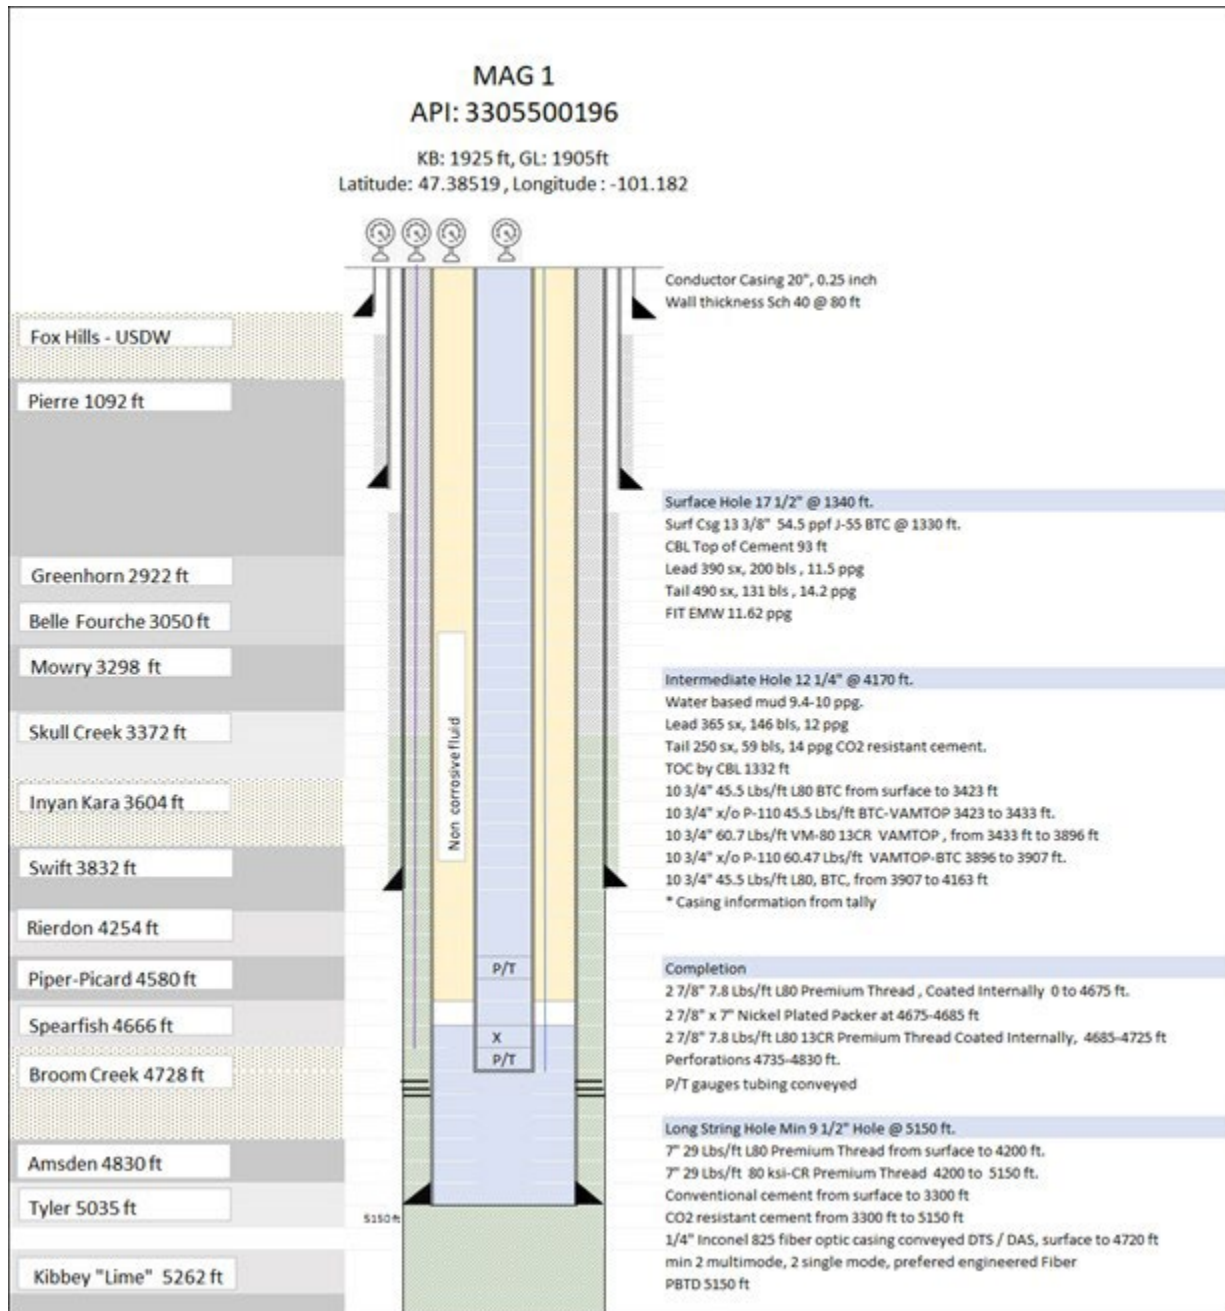 MAG 1
API: 3305500196
KB: 1925 ft, GL: 1905ft
Latitude: 47.38519 , Longitude : -101.182
Fox Hills - USDW
Pierre 1092 ft
Greenhorn 2922 ft
Belle Fourche 3050 ft
Mowry 3298 ft
Skull Creek 3372 ft
Inyan Kara 3604 ft
Swift 3832 ft
Rierdon 4254 ft
Piper-Picard 4580 ft
Spearfish 4666 ft
Broom Creek 4728 ft
Amsden 4830 ft
Tyler 5035 ft
Kibbey "Lime" 5262 ft
Non corrosive fluid
P/T
X
P/T
5150 ft
Conductor Casing 20", 0.25 inch
Wall thickness Sch 40 @ 80 ft
Surface Hole 17 1/2" @ 1340 ft.
Surf Csg 13 3/8" 54.5 ppf J-55 BTC @ 1330 ft.
CBL Top of Cement 93 ft
Lead 390 sx, 200 bls , 11.5 ppg
Tail 490 sx, 131 bls , 14.2 ppg
FIT EMW 11.62 ppg
Intermediate Hole 12 1/4" @ 4170 ft.
Water based mud 9.4-10 ppg.
Lead 365 sx, 146 bls, 12 ppg
Tail 250 sx, 59 bls, 14 ppg CO2 resistant cement.
TOC by CBL 1332 ft
10 3/4" 45.5 Lbs/ft L80 BTC from surface to 3423 ft
10 3/4" x/o P-110 45.5 Lbs/ft BTC-VAMTOP 3423 to 3433 ft.
10 3/4" 60.7 Lbs/ft VM-80 13CR VAMTOP , from 3433 ft to 3896 ft
10 3/4" x/o P-110 60.47 Lbs/ft VAMTOP-BTC 3896 to 3907 ft.
10 3/4" 45.5 Lbs/ft L80, BTC, from 3907 to 4163 ft
* Casing information from tally
Completion
2 7/8" 7.8 Lbs/ft L80 Premium Thread , Coated Internally 0 to 4675 ft.
2 7/8" x 7" Nickel Plated Packer at 4675-4685 ft
2 7/8" 7.8 Lbs/ft L80 13CR Premium Thread Coated Internally, 4685-4725 ft
Perforations 4735-4830 ft.
P/T gauges tubing conveyed
Long String Hole Min 9 1/2" Hole @ 5150 ft.
7" 29 Lbs/ft L80 Premium Thread from surface to 4200 ft.
7" 29 Lbs/ft 80 ksi-CR Premium Thread 4200 to 5150 ft.
Conventional cement from surface to 3300 ft
CO2 resistant cement from 3300 ft to 5150 ft
1/4" Inconel 825 fiber optic casing conveyed DTS / DAS, surface to 4720 ft
min 2 multimode, 2 single mode, prefered engineered Fiber
PBTD 5150 ft